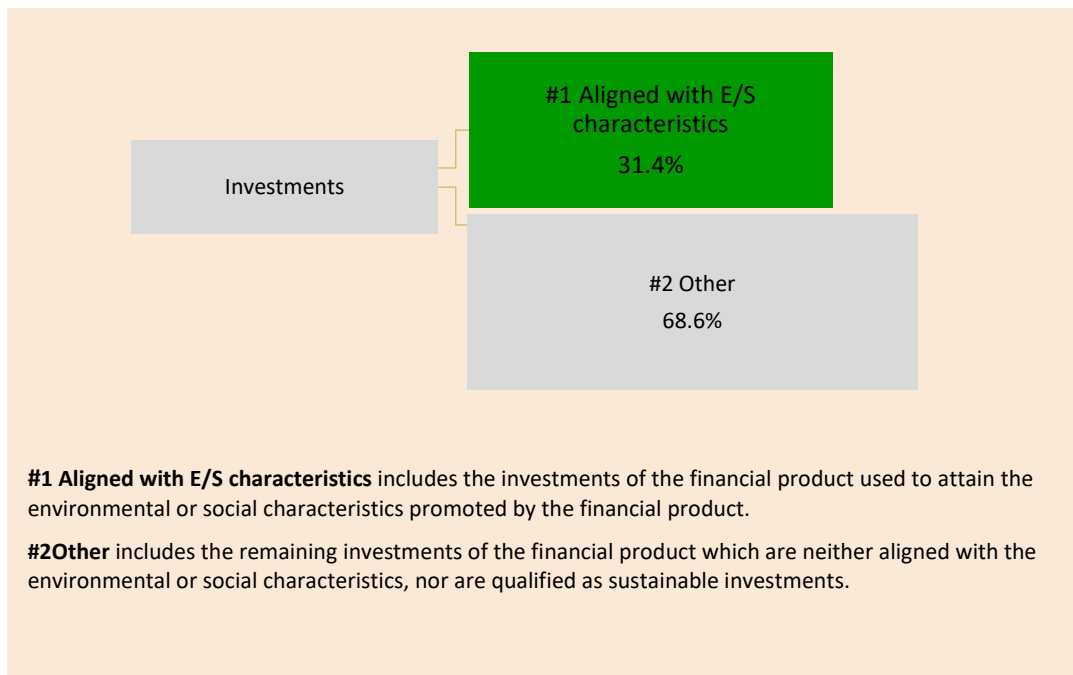 #1 Aligned with E/S
characteristics
31.4%
Investments
#2 Other
68.6%
#1 Aligned with E/S characteristics includes the investments of the financial product used to attain the
environmental or social characteristics promoted by the financial product.
#2Other includes the remaining investments of the financial product which are neither aligned with the
environmental or social characteristics, nor are qualified as sustainable investments.